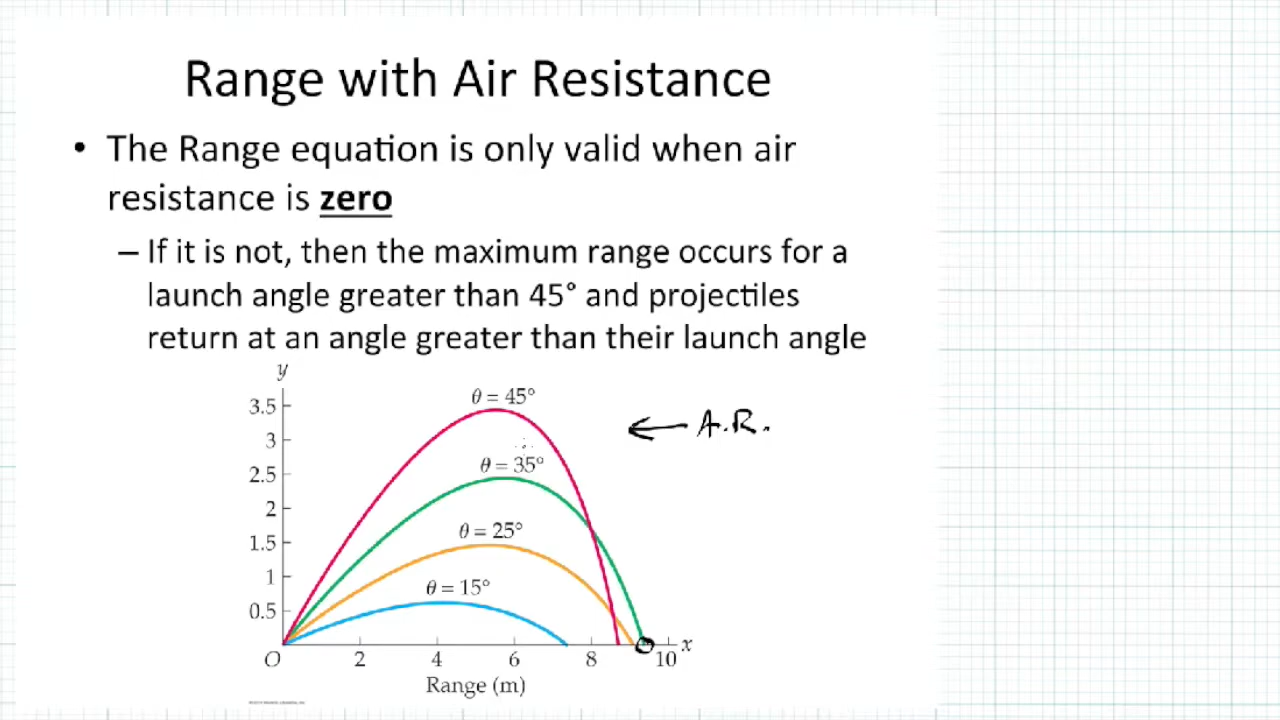 Range with Air Resistance
• The Range equation is only valid when air
resistance is zero
– If it is not, then the maximum range occurs for a
launch angle greater than 45° and projectiles
return at an angle greater than their launch angle
y
θ = 45°
3.5
← A.R.
3
θ = 35°
2.5
2
θ = 25°
1.5
1
θ = 15°
0.5
O 2 4 6 8 10 x
Range (m)